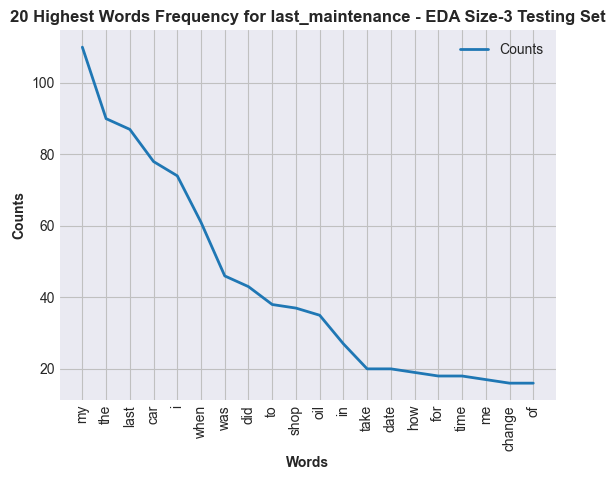 20 Highest Words Frequency for last_maintenance - EDA Size-3 Testing Set
Counts
100
80
60
40
20
Counts
my
the
last
car
i
when
was
did
to
shop
oil
in
take
date
how
for
time
me
change
of
Words